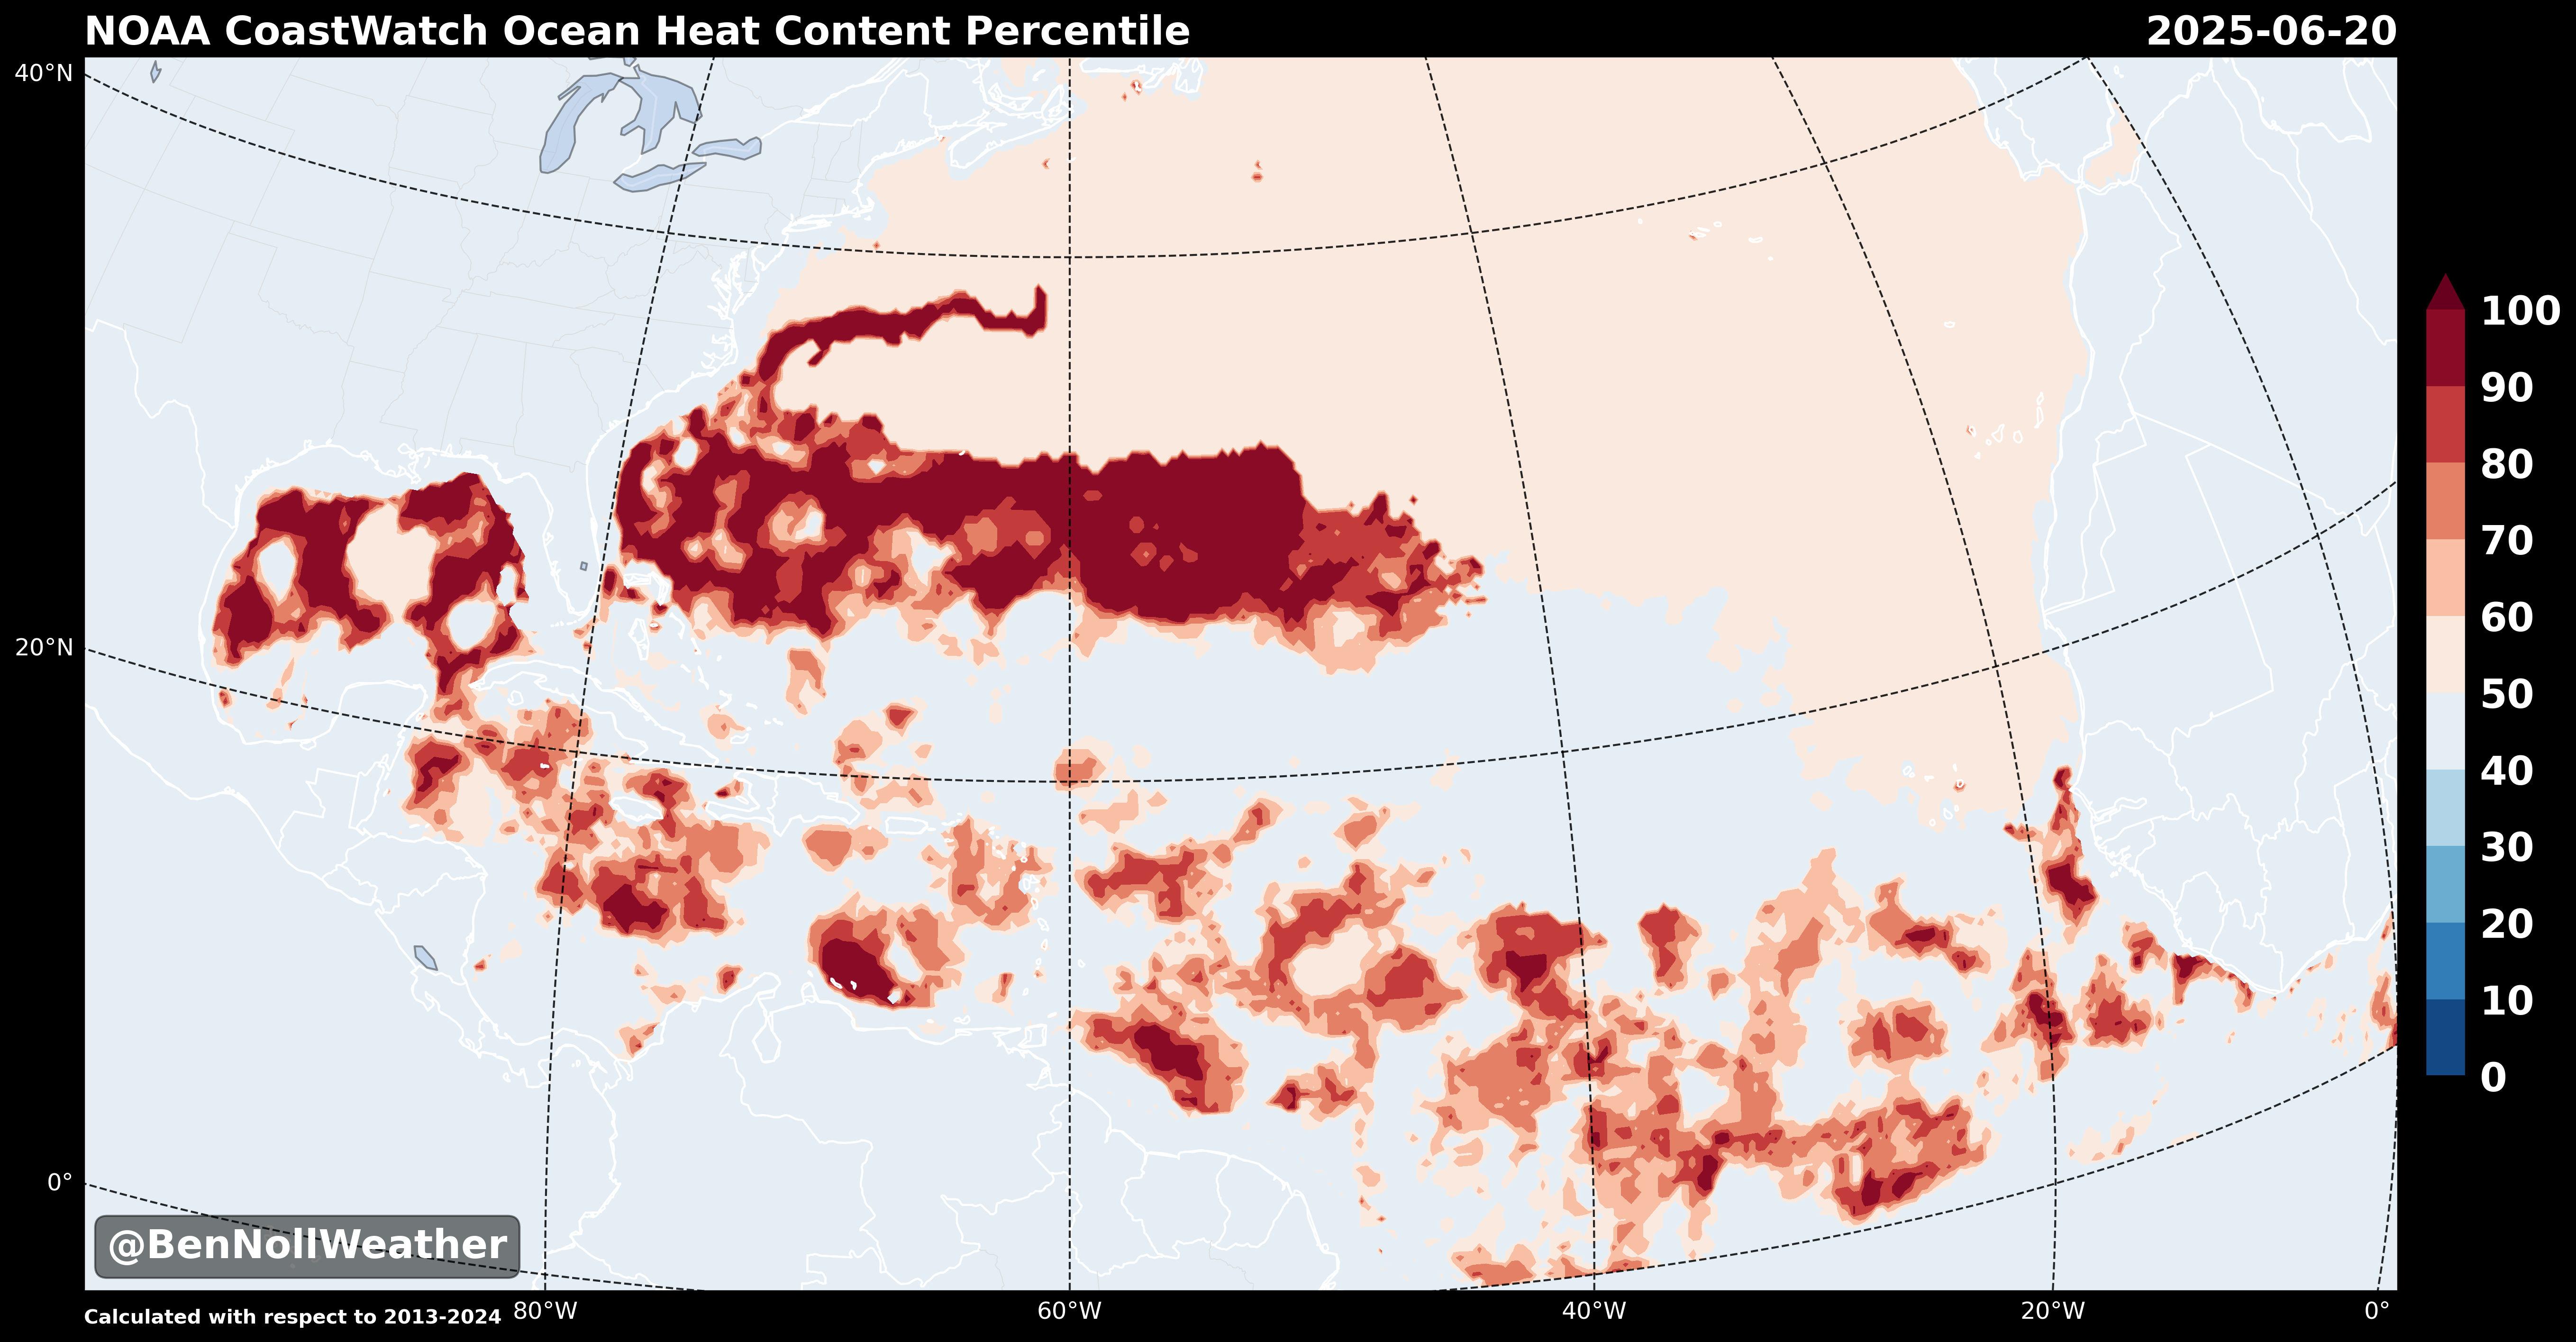 NOAA CoastWatch Ocean Heat Content Percentile
2025-06-20
40°N
20°N
0°
100
90
80
70
60
50
40
30
20
10
0
@BenNollWeather
Calculated with respect to 2013-2024
80°W
60°W
40°W
20°W
0°